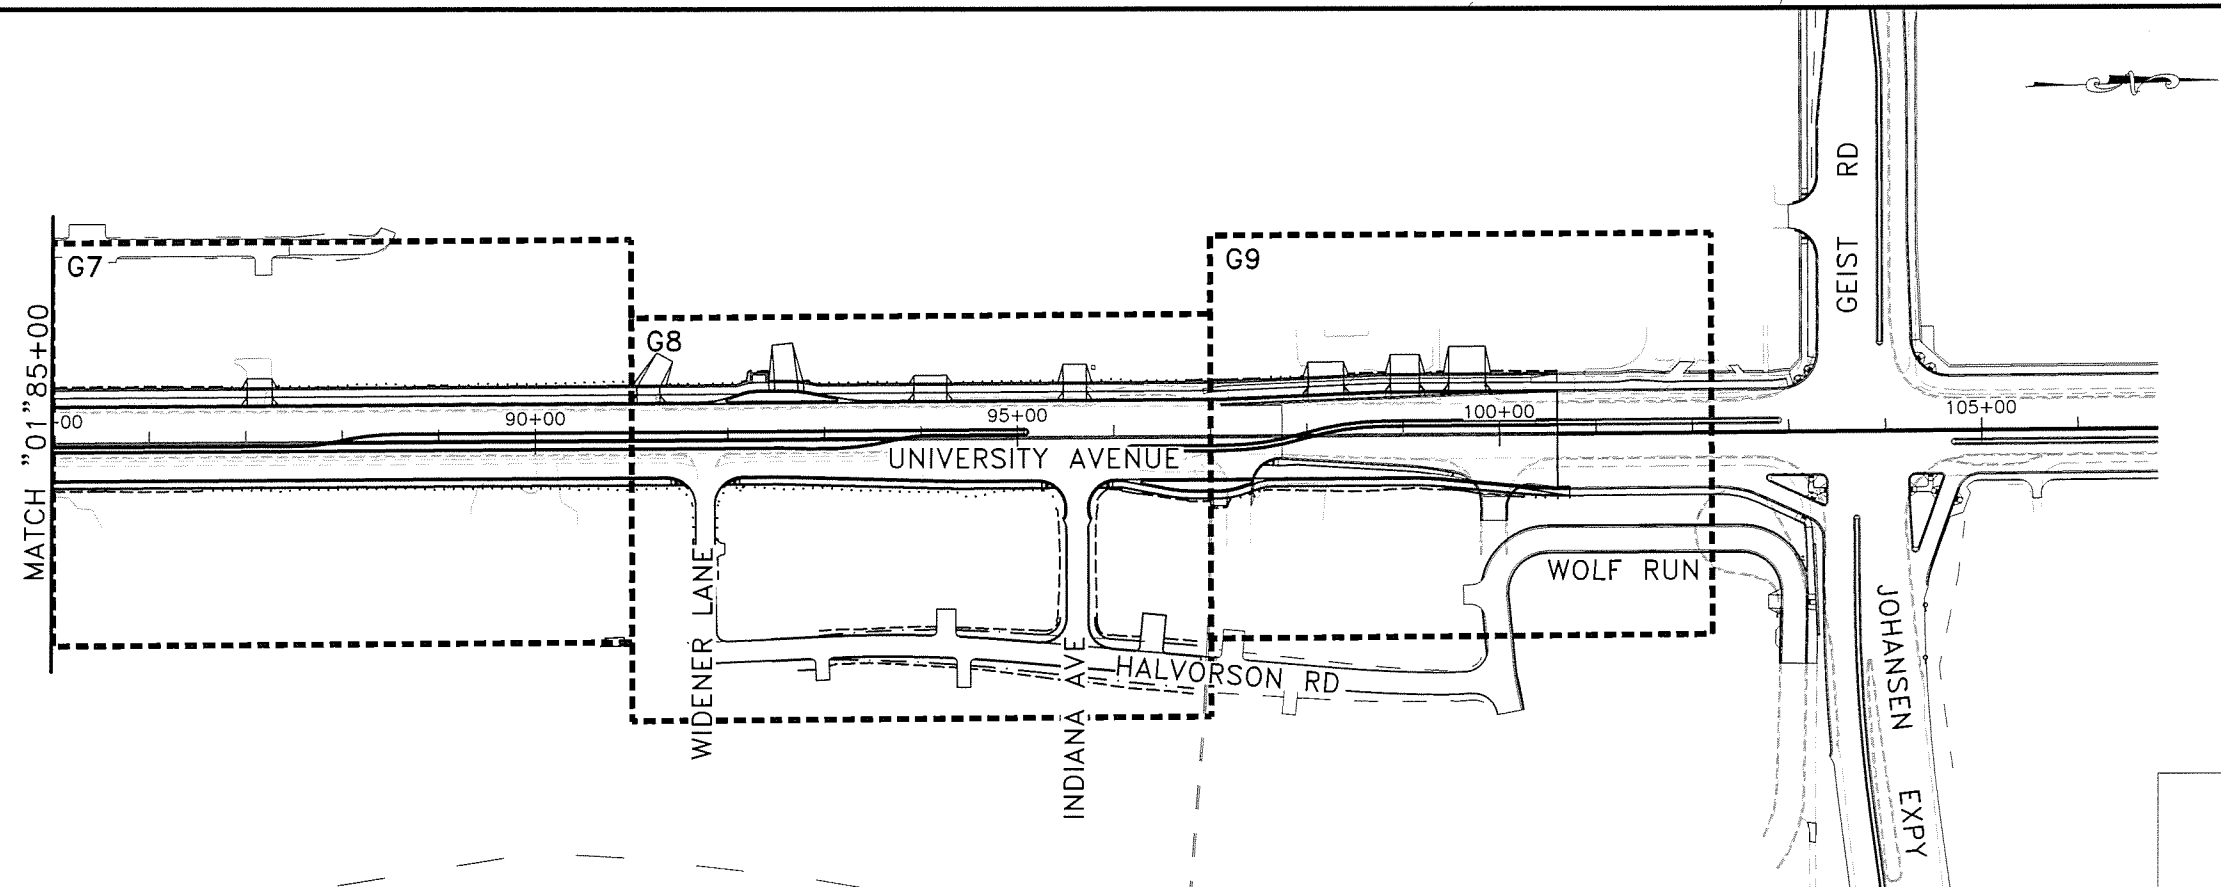 MATCH "01" 85+00
G7
G8
G9
-00
90+00
95+00
100+00
105+00
UNIVERSITY AVENUE
GEIST RD
WOLF RUN
WIDENER LANE
INDIANA AVE
HALVORSON RD
JOHANSEN EXPY